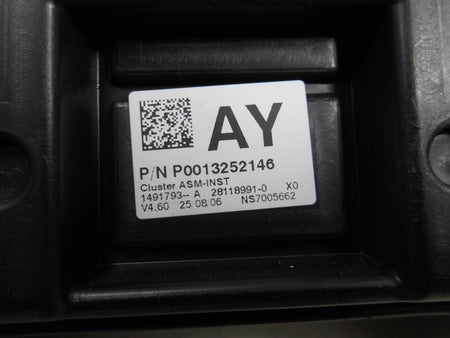 AY
P/N P0013252146
Cluster ASM-INST
1491793-- A 28118991-0 X0
V4.60 25/08/06 NS7005662